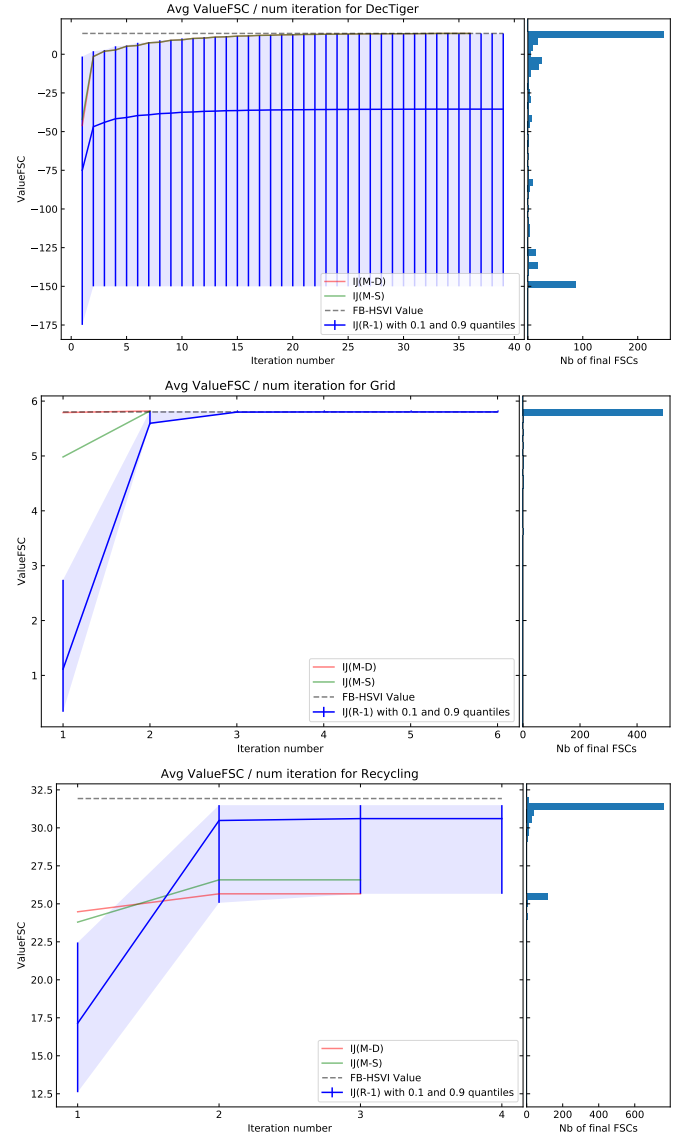 Avg ValueFSC / num iteration for DecTiger
ValueFSC
0
−25
−50
−75
−100
−125
−150
−175
IJ(M-D)
IJ(M-S)
FB-HSVI Value
IJ(R-1) with 0.1 and 0.9 quantiles
0 5 10 15 20 25 30 35 40
Iteration number
0 100 200
Nb of final FSCs
Avg ValueFSC / num iteration for Grid
ValueFSC
6
5
4
3
2
1
IJ(M-D)
IJ(M-S)
FB-HSVI Value
IJ(R-1) with 0.1 and 0.9 quantiles
1 2 3 4 5 6
Iteration number
0 200 400
Nb of final FSCs
Avg ValueFSC / num iteration for Recycling
ValueFSC
32.5
30.0
27.5
25.0
22.5
20.0
17.5
15.0
12.5
IJ(M-D)
IJ(M-S)
FB-HSVI Value
IJ(R-1) with 0.1 and 0.9 quantiles
1 2 3 4
Iteration number
0 200 400 600
Nb of final FSCs